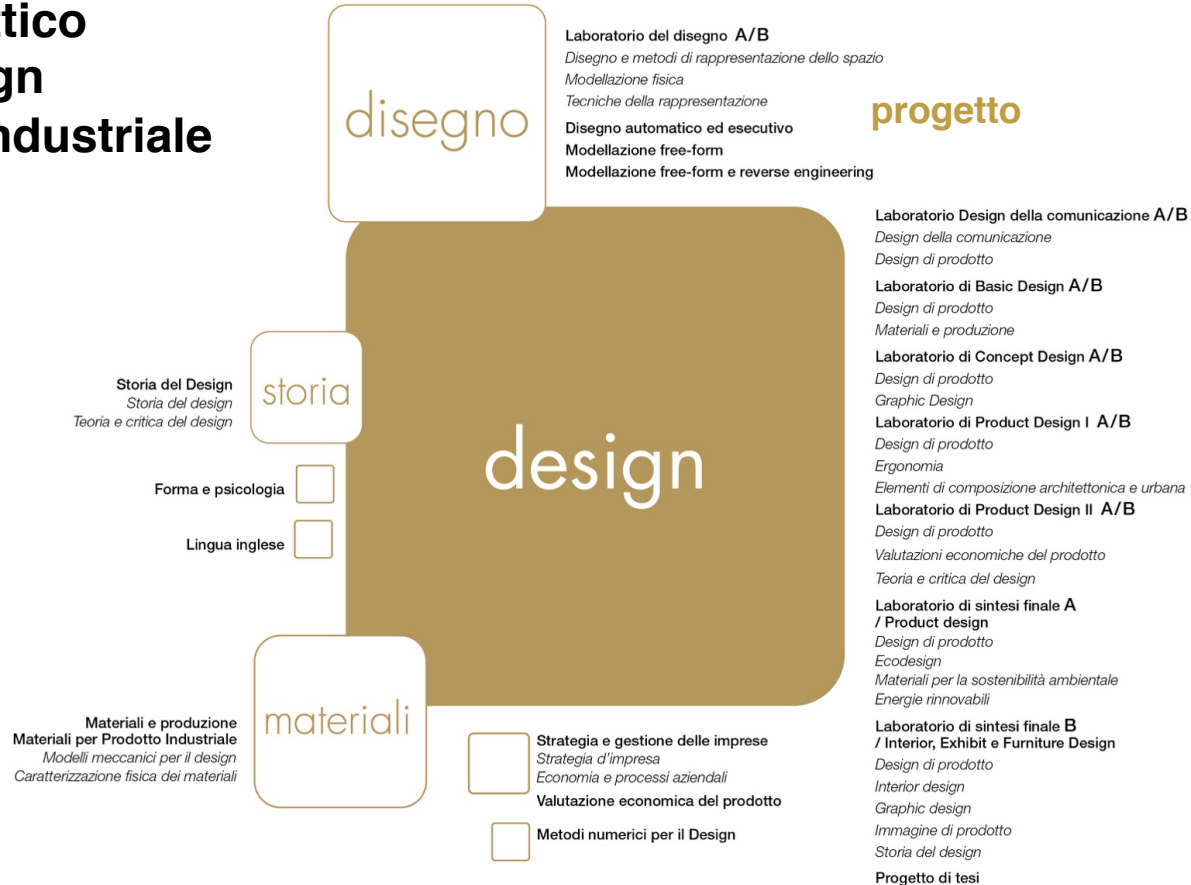 ttico
gn
ndustriale
disegno
Laboratorio del disegno A/B
Disegno e metodi di rappresentazione dello spazio
Modellazione fisica
Tecniche della rappresentazione
Disegno automatico ed esecutivo
Modellazione free-form
Modellazione free-form e reverse engineering
progetto
Storia del Design
Storia del design
Teoria e critica del design
storia
Forma e psicologia
Lingua inglese
design
Materiali e produzione
Materiali per Prodotto Industriale
Modelli meccanici per il design
Caratterizzazione fisica dei materiali
materiali
Strategia e gestione delle imprese
Strategia d'impresa
Economia e processi aziendali
Valutazione economica del prodotto
Metodi numerici per il Design
Laboratorio Design della comunicazione A/B
Design della comunicazione
Design di prodotto
Laboratorio di Basic Design A/B
Design di prodotto
Materiali e produzione
Laboratorio di Concept Design A/B
Design di prodotto
Graphic Design
Laboratorio di Product Design I A/B
Design di prodotto
Ergonomia
Elementi di composizione architettonica e urbana
Laboratorio di Product Design II A/B
Design di prodotto
Valutazioni economiche del prodotto
Teoria e critica del design
Laboratorio di sintesi finale A
/ Product design
Design di prodotto
Ecodesign
Materiali per la sostenibilità ambientale
Energie rinnovabili
Laboratorio di sintesi finale B
/ Interior, Exhibit e Furniture Design
Design di prodotto
Interior design
Graphic design
Immagine di prodotto
Storia del design
Progetto di tesi